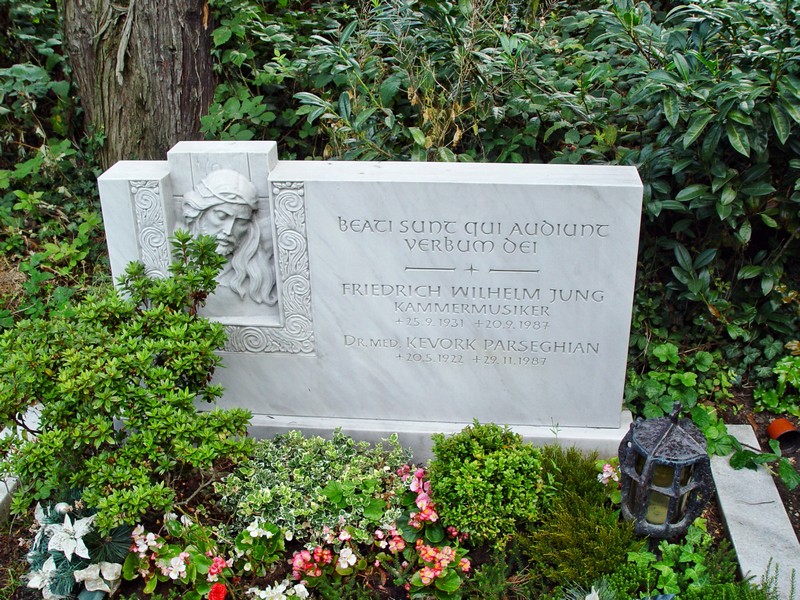 BEATI SUNT QUI AUDIUNT
VERBUM DEI
FRIEDRICH WILHELM JUNG
KAMMERMUSIKER
+25.9.1931 +20.9.1987
DR. MED. KEVORK PARSEGHIAN
+20.5.1922 +29.11.1987